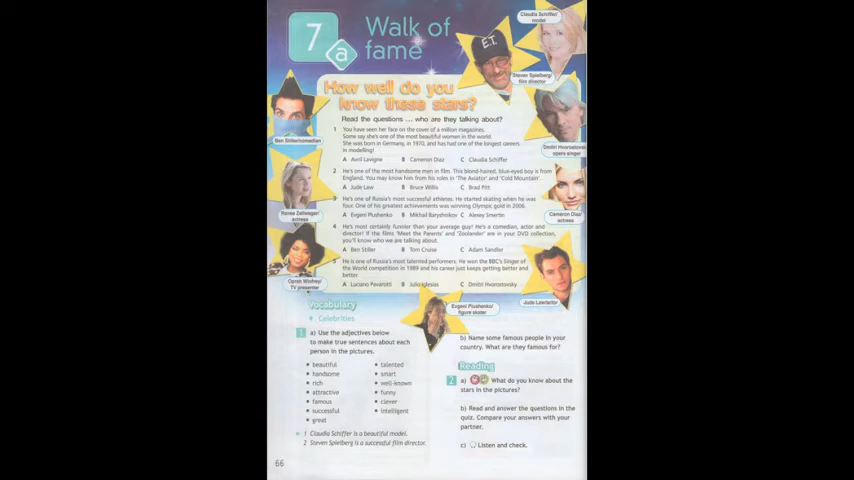 7
a
Walk of
fame
Claudia Schiffer/
model
E.T.
Steven Spielberg/
film director
How well do you
know these stars?
Read the questions ... who are they talking about?
Ben Stiller/comedian
Dmitri Hvorostovsky/
opera singer
Renee Zellweger/
actress
Cameron Diaz/
actress
Oprah Winfrey/
TV presenter
Jude Law/actor
Evgeni Plushenko/
figure skater
1 You have seen her face on the cover of a million magazines.
Some say she's one of the most beautiful women in the world.
She was born in Germany, in 1970, and has had one of the longest careers
in modelling!
A Avril Lavigne B Cameron Diaz C Claudia Schiffer
2 He's one of the most handsome men in film. This blond-haired, blue-eyed boy is from
England. You may know him from his roles in 'The Aviator' and 'Cold Mountain'.
A Jude Law B Bruce Willis C Brad Pitt
3 He's one of Russia's most successful athletes. He started skating when he was
four. One of his greatest achievements was winning Olympic gold in 2006.
A Evgeni Plushenko B Mikhail Baryshnikov C Alexey Smertin
4 He's most certainly funnier than your average guy! He's a comedian, actor and
director! If the films 'Meet the Parents' and 'Zoolander' are in your DVD collection,
you'll know who we are talking about.
A Ben Stiller B Tom Cruise C Adam Sandler
5 He is one of Russia's most talented performers. He won the BBC's Singer of
the World competition in 1989 and his career just keeps getting better and
better.
A Luciano Pavarotti B Julio Iglesias C Dmitri Hvorostovsky
Vocabulary
Celebrities
1 a) Use the adjectives below
to make true sentences about each
person in the pictures.
• beautiful
• handsome
• rich
• attractive
• famous
• successful
• great
• talented
• smart
• well-known
• funny
• clever
• intelligent
1 Claudia Schiffer is a beautiful model.
2 Steven Spielberg is a successful film director.
b) Name some famous people in your
country. What are they famous for?
Reading
2 a) What do you know about the
stars in the pictures?
b) Read and answer the questions in the
quiz. Compare your answers with your
partner.
c) Listen and check.
66